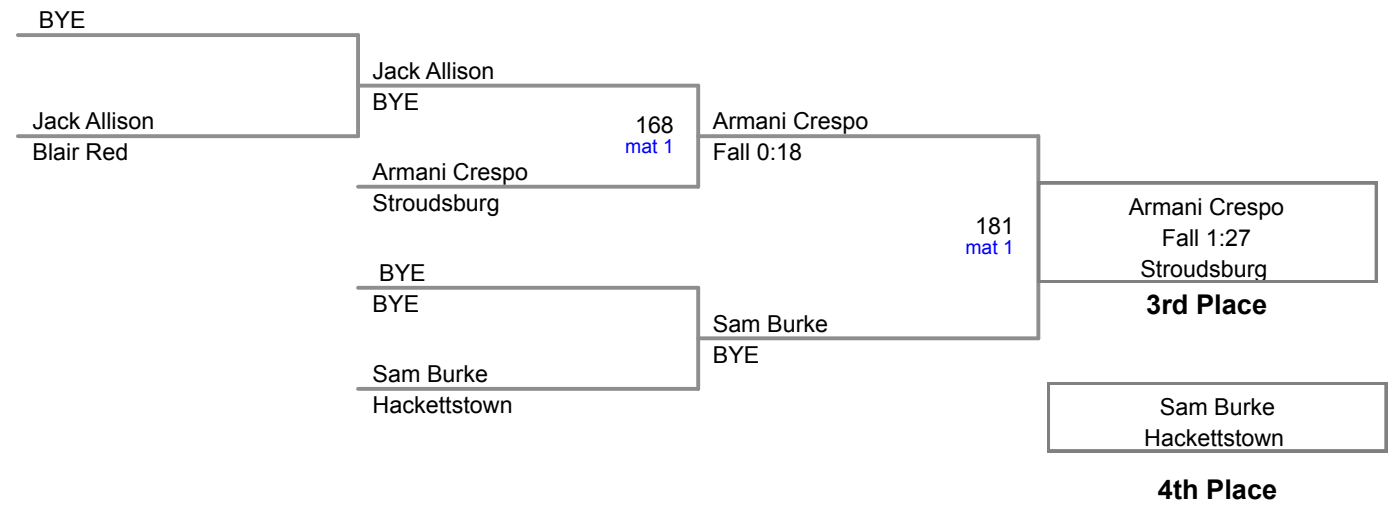 BYE
Jack Allison
BYE
Jack Allison
Blair Red
168
mat 1
Armani Crespo
Fall 0:18
Armani Crespo
Stroudsburg
181
mat 1
Armani Crespo
Fall 1:27
Stroudsburg
3rd Place
BYE
BYE
Sam Burke
BYE
Sam Burke
Hackettstown
Sam Burke
Hackettstown
4th Place